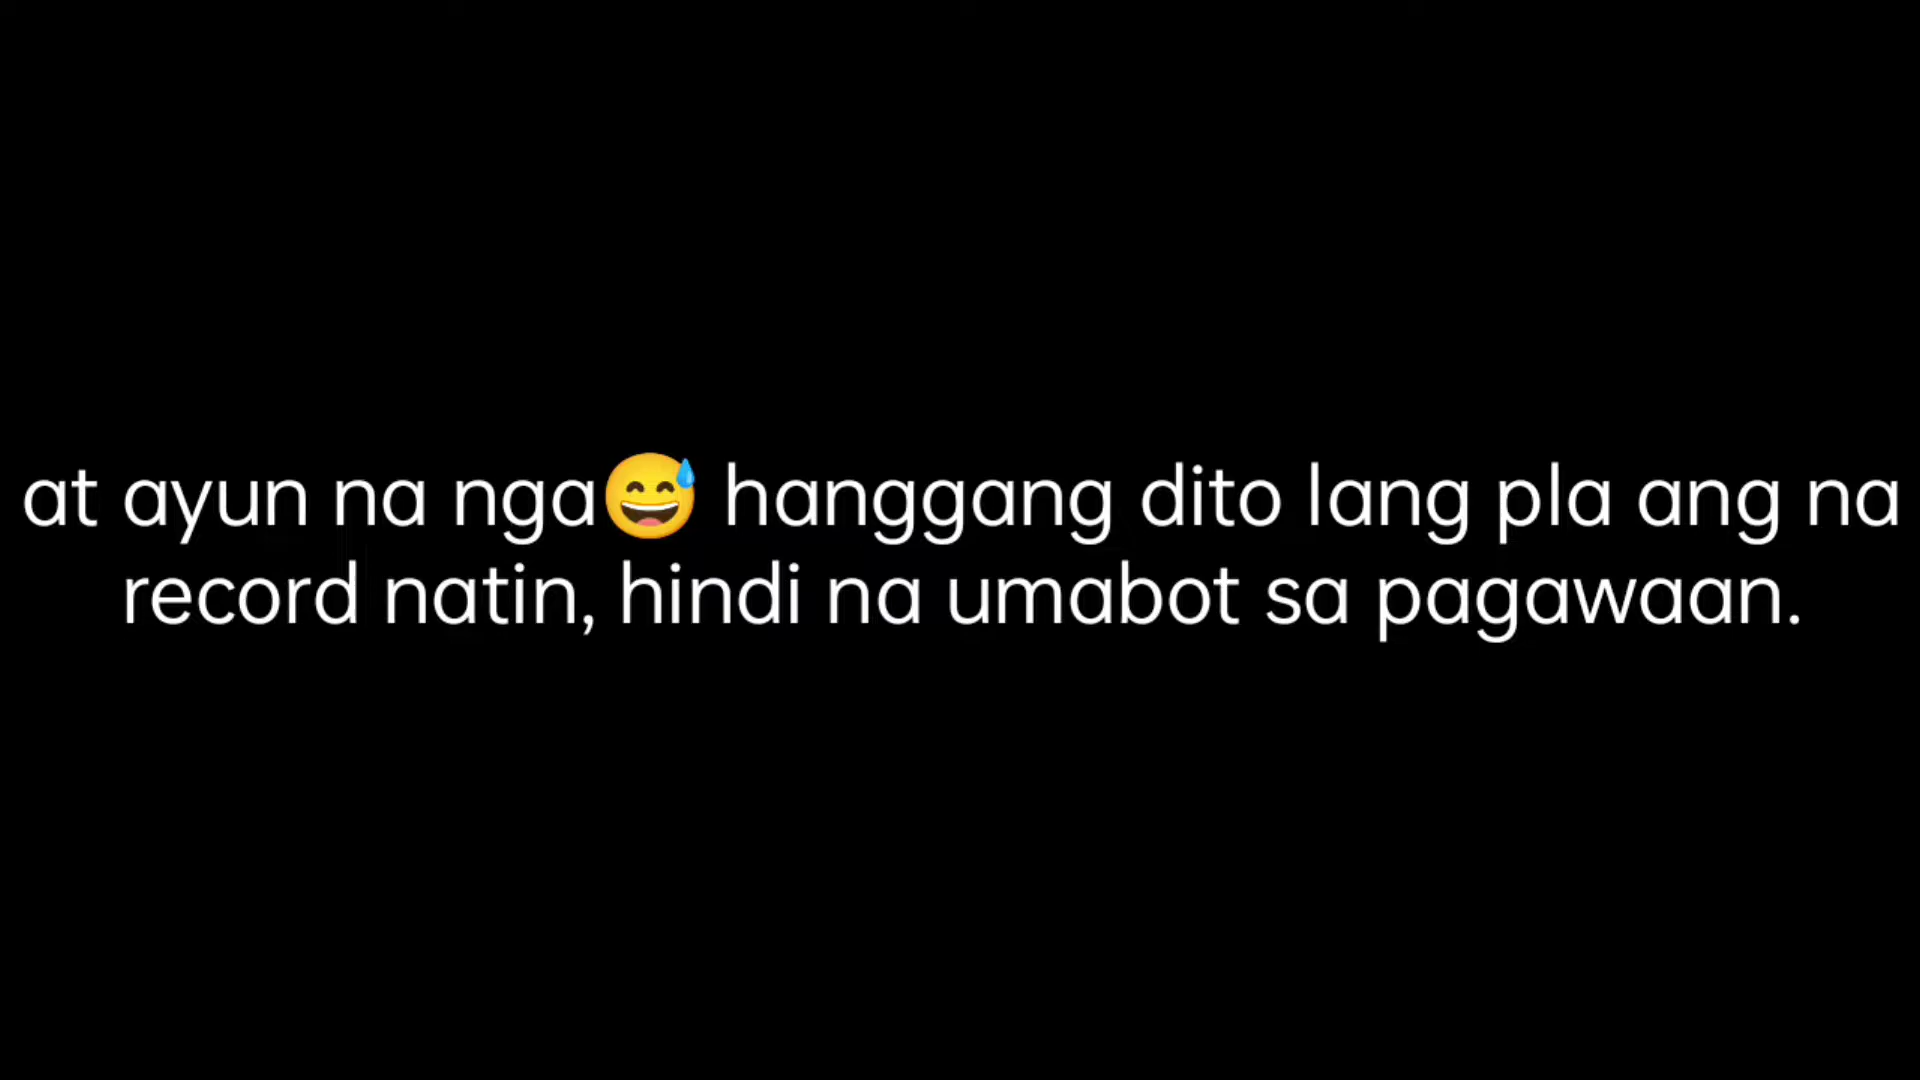 at ayun na nga😅 hanggang dito lang pla ang na
record natin, hindi na umabot sa pagawaan.